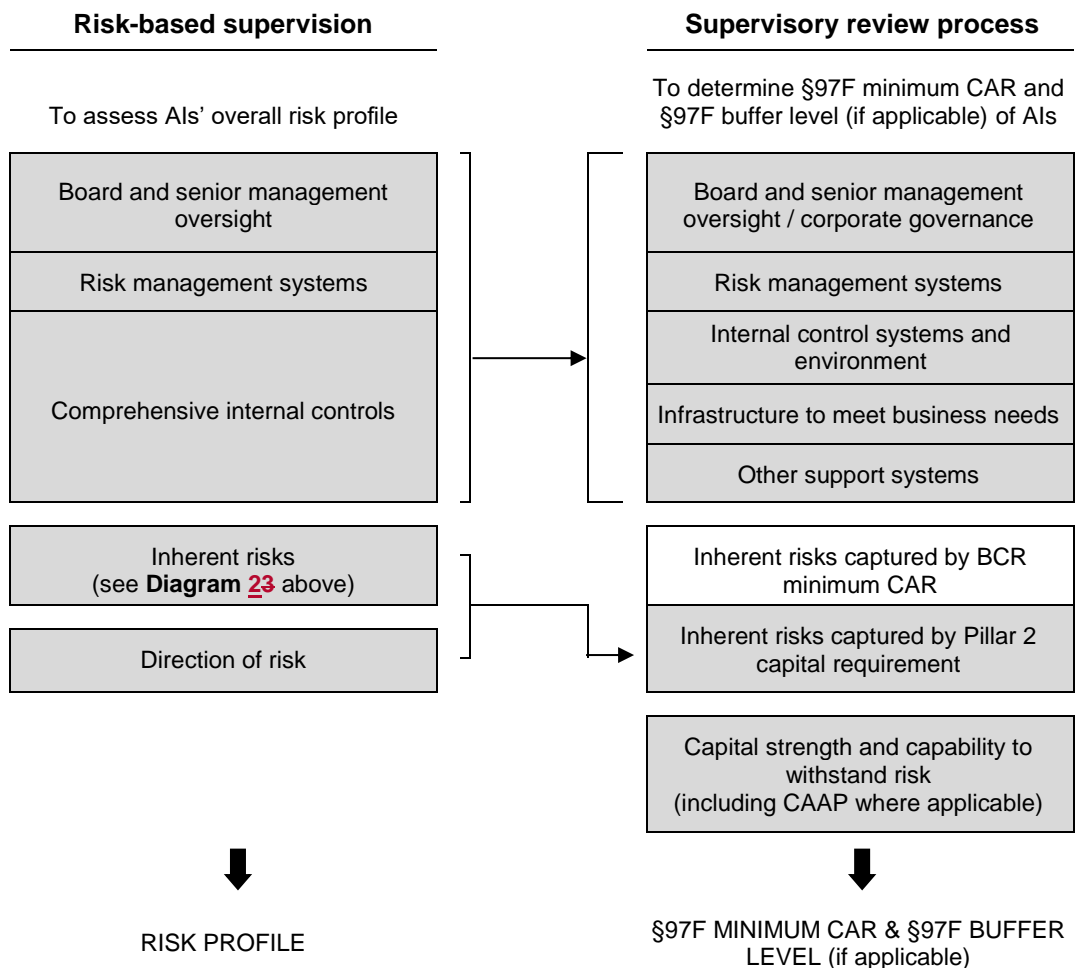 Risk-based supervision
To assess AIs' overall risk profile
Board and senior management
oversight
Risk management systems
Comprehensive internal controls
Inherent risks
(see Diagram 23 above)
Direction of risk
RISK PROFILE
Supervisory review process
To determine §97F minimum CAR and
§97F buffer level (if applicable) of AIs
Board and senior management
oversight / corporate governance
Risk management systems
Internal control systems and
environment
Infrastructure to meet business needs
Other support systems
Inherent risks captured by BCR
minimum CAR
Inherent risks captured by Pillar 2
capital requirement
Capital strength and capability to
withstand risk
(including CAAP where applicable)
§97F MINIMUM CAR & §97F BUFFER
LEVEL (if applicable)